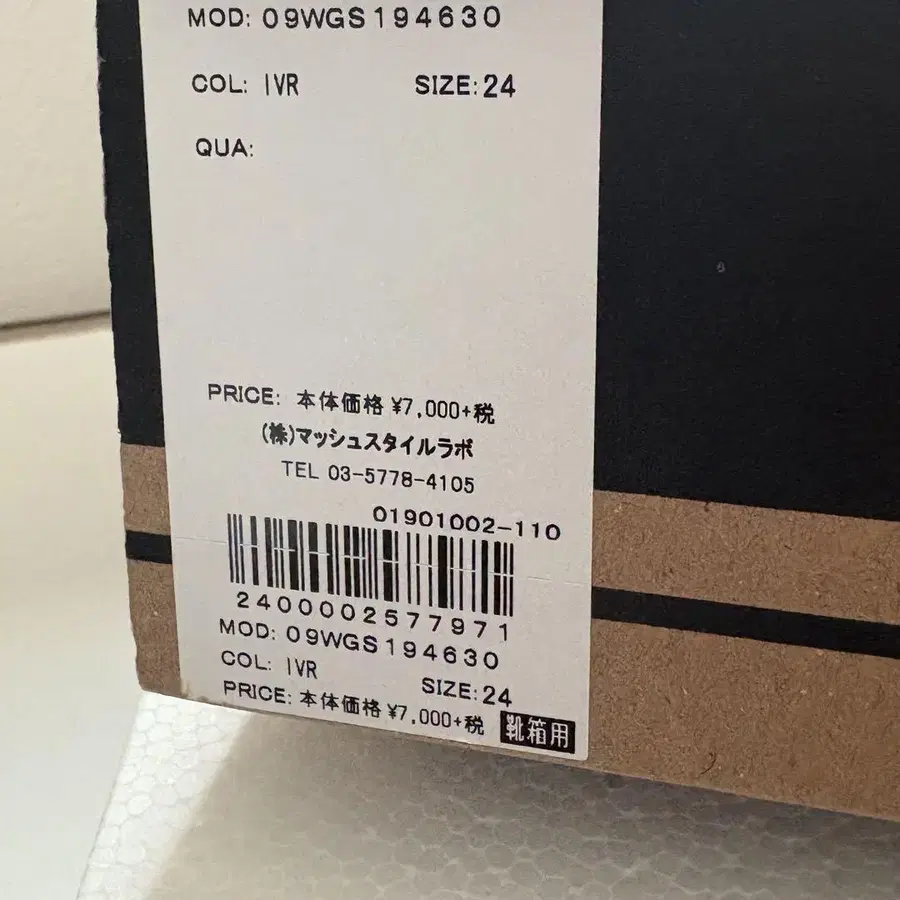 MOD: 09WGS194630
COL: IVR SIZE:24
QUA:
PRICE: 本体価格 ¥7,000+税
(株)マッシュスタイルラボ
TEL 03-5778-4105
01901002-110
2400002577971
MOD: 09WGS194630
COL: IVR SIZE:24
PRICE: 本体価格 ¥7,000+税 靴箱用